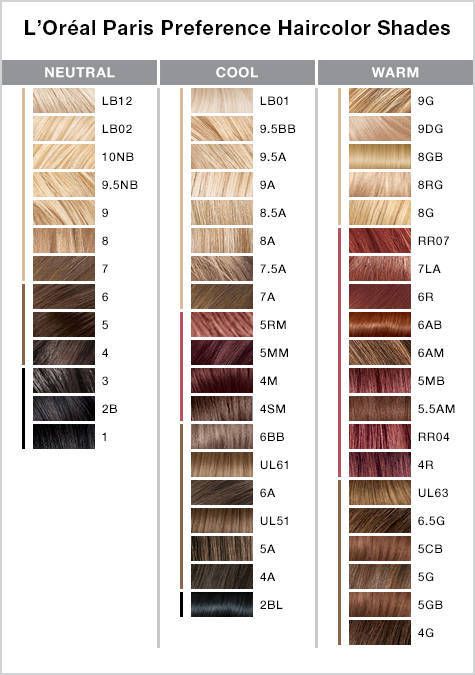 L'Oréal Paris Preference Haircolor Shades
NEUTRAL
LB12
LB02
10NB
9.5NB
9
8
7
6
5
4
3
2B
1
COOL
LB01
9.5BB
9.5A
9A
8.5A
8A
7.5A
7A
5RM
5MM
4M
4SM
6BB
UL61
6A
UL51
5A
4A
2BL
WARM
9G
9DG
8GB
8RG
8G
RR07
7LA
6R
6AB
6AM
5MB
5.5AM
RR04
4R
UL63
6.5G
5CB
5G
5GB
4G